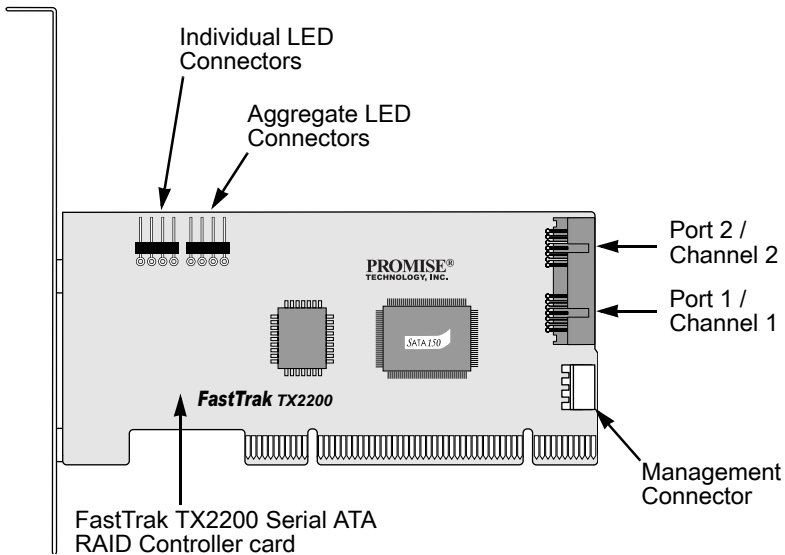 Individual LED
Connectors
Aggregate LED
Connectors
Port 2 /
Channel 2
PROMISE®
TECHNOLOGY, INC.
Port 1 /
Channel 1
SATA150
FastTrak TX2200
Management
Connector
FastTrak TX2200 Serial ATA
RAID Controller card